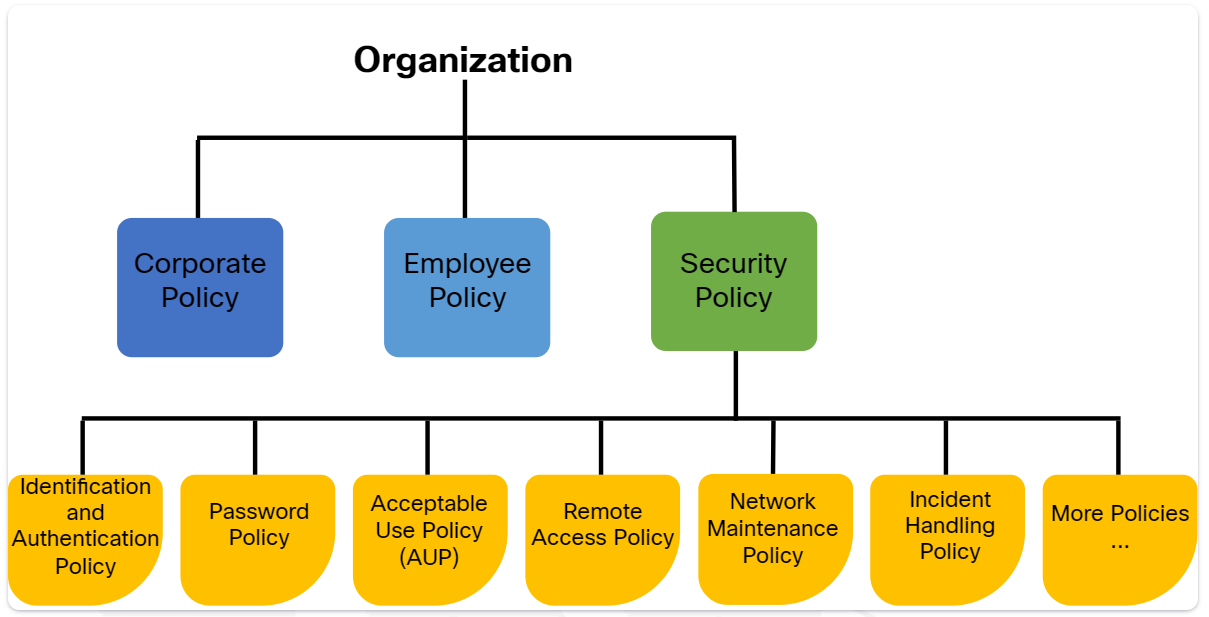 Organization
Corporate
Policy
Employee
Policy
Security
Policy
Identification
and
Authentication
Policy
Password
Policy
Acceptable
Use Policy
(AUP)
Remote
Access Policy
Network
Maintenance
Policy
Incident
Handling
Policy
More Policies
...